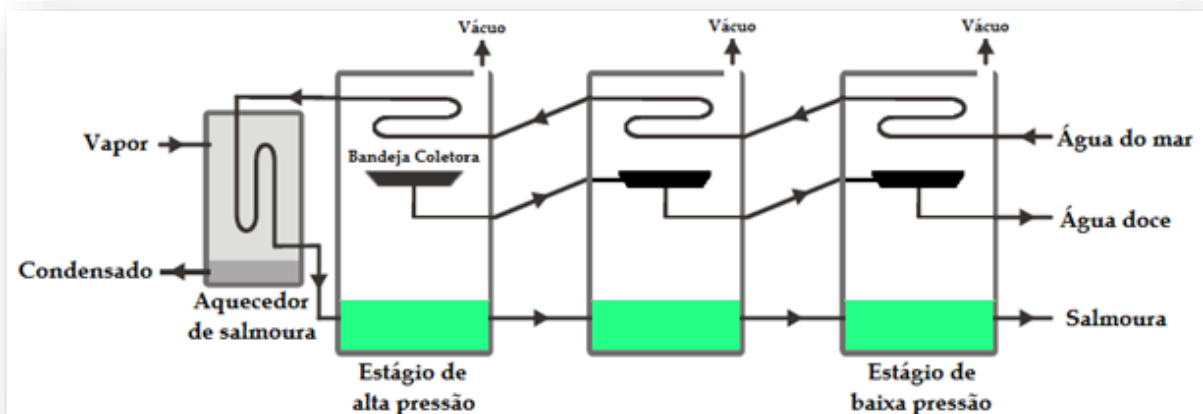 Vácuo
Vácuo
Vácuo
Vapor
Bandeja Coletora
Água do mar
Água doce
Condensado
Aquecedor
de salmoura
Salmoura
Estágio de
alta pressão
Estágio de
baixa pressão